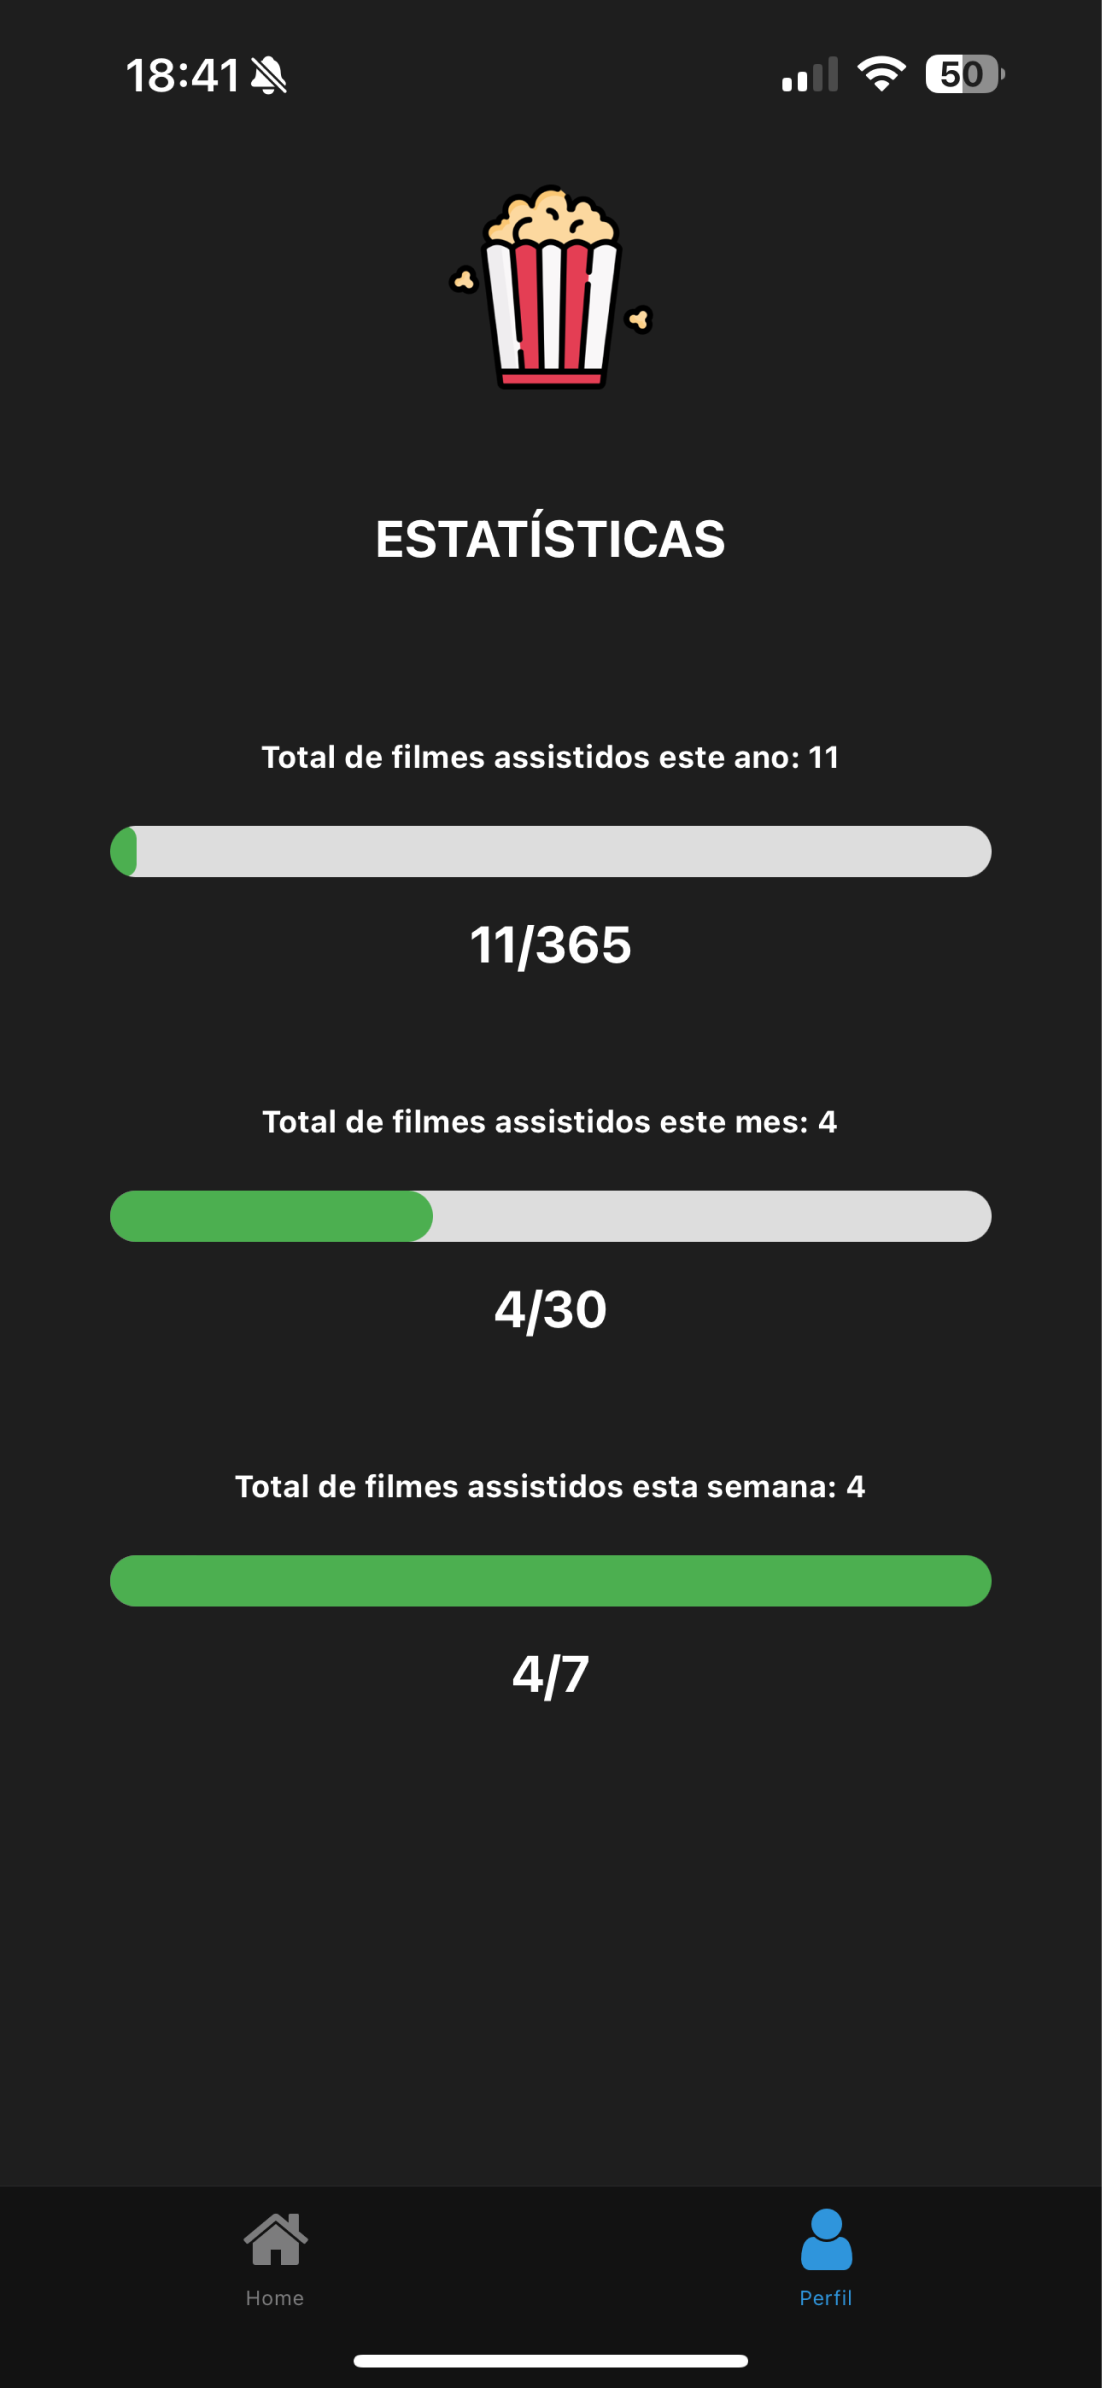 18:41
50
ESTATÍSTICAS
Total de filmes assistidos este ano: 11
11/365
Total de filmes assistidos este mes: 4
4/30
Total de filmes assistidos esta semana: 4
4/7
Home
Perfil